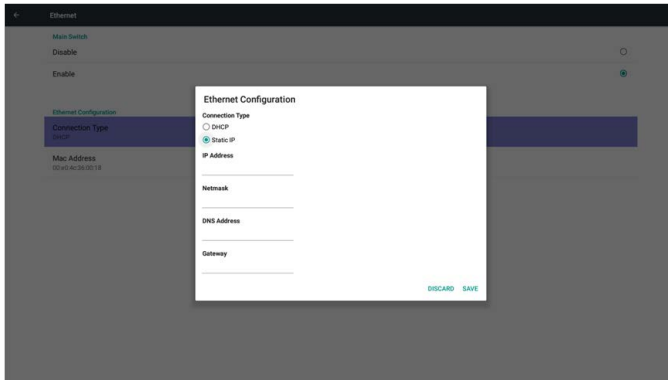 Ethernet
Main Switch
Disable
Enable
Ethernet Configuration
Connection Type
DHCP
Mac Address
Ethernet Configuration
Connection Type
DHCP
Static IP
IP Address
Netmask
DNS Address
Gateway
DISCARD SAVE